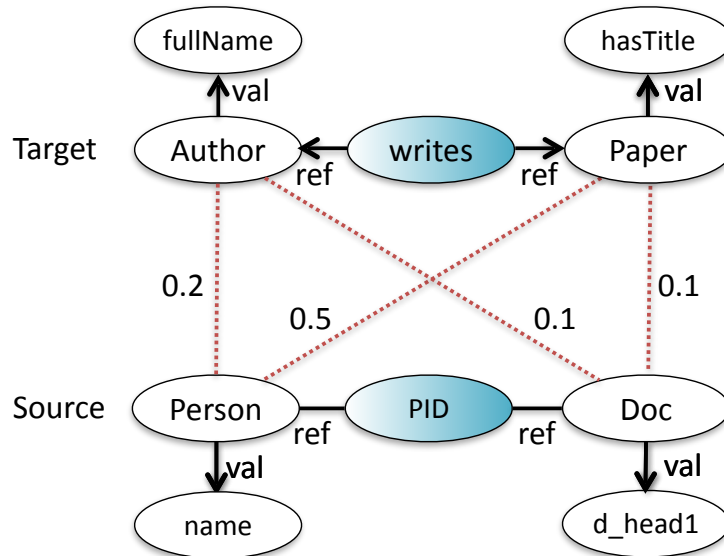 fullName
hasTitle
val
val
Target
Author
writes
Paper
ref
ref
0.2
0.5
0.1
0.1
Source
Person
PID
Doc
ref
ref
val
val
name
d_head1